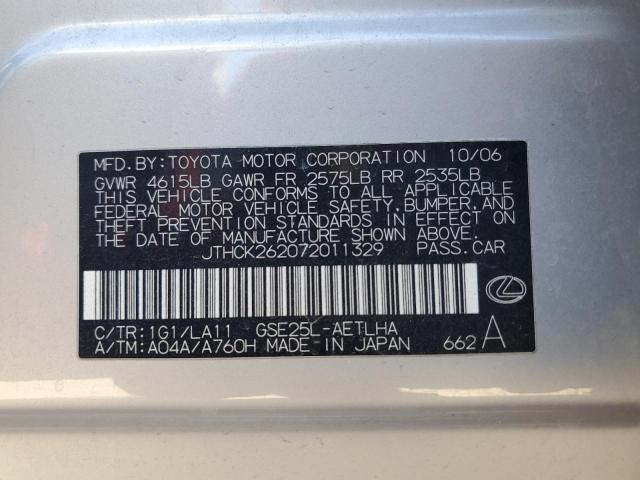 MFD.BY:TOYOTA MOTOR CORPORATION 10/06
GVWR 4615LB GAWR FR 2575LB RR 2535LB
THIS VEHICLE CONFORMS TO ALL APPLICABLE
FEDERAL MOTOR VEHICLE SAFETY,BUMPER,AND
THEFT PREVENTION STANDARDS IN EFFECT ON
THE DATE OF MANUFACTURE SHOWN ABOVE.
JTHCK262072011329 PASS.CAR
C/TR:1G1/LA11 GSE25L-AETLHA
A/TM:A04A/A760H MADE IN JAPAN 662 A